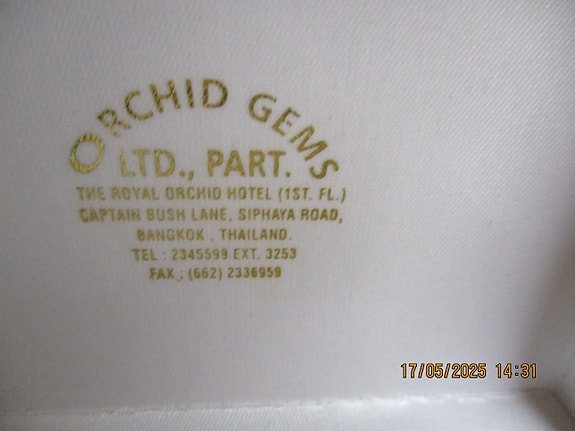 ORCHID GEMS
LTD., PART.
THE ROYAL ORCHID HOTEL (1ST. FL.)
CAPTAIN BUSH LANE, SIPHAYA ROAD,
BANGKOK , THAILAND.
TEL : 2345599 EXT. 3253
FAX : (662) 2336959
17/05/2025 14:31